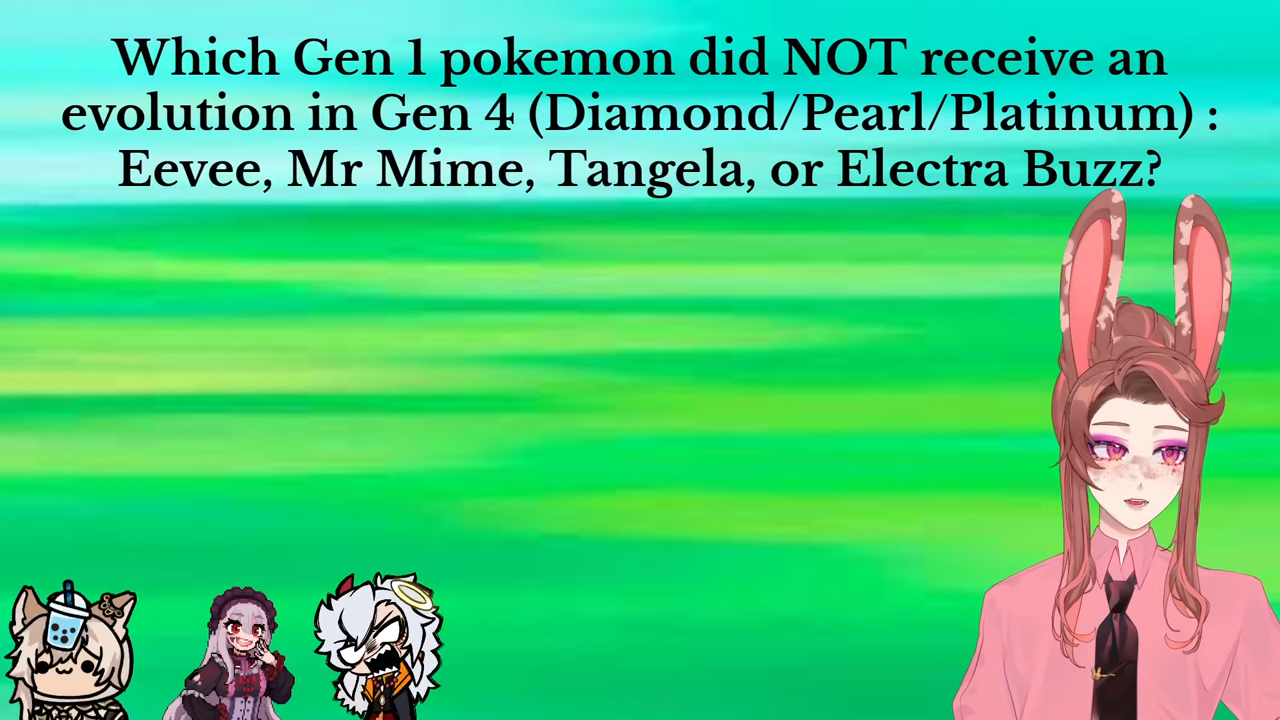 Which Gen 1 pokemon did NOT receive an
evolution in Gen 4 (Diamond/Pearl/Platinum) :
Eevee, Mr Mime, Tangela, or Electra Buzz?